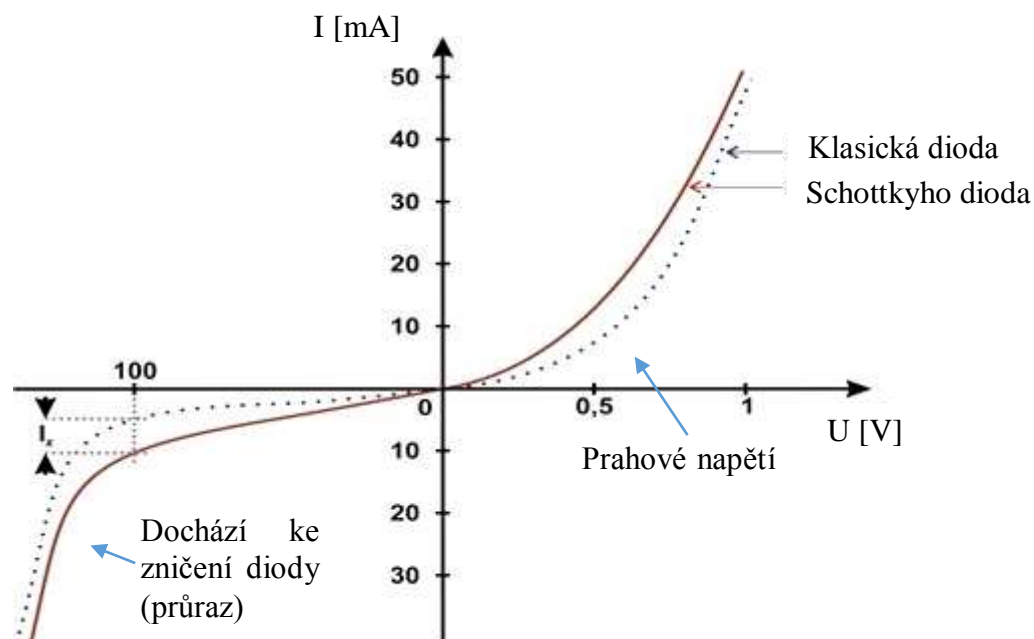 I [mA]
50
40
Klasická dioda
Schottkyho dioda
30
20
10
100
0
0,5
1
U [V]
10
Prahové napětí
20
Dochází ke
zničení diody
(průraz)
30